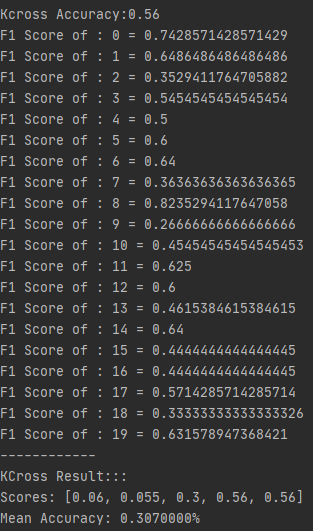 Kcross Accuracy:0.56
F1 Score of : 0 = 0.7428571428571429
F1 Score of : 1 = 0.6486486486486486
F1 Score of : 2 = 0.3529411764705882
F1 Score of : 3 = 0.5454545454545454
F1 Score of : 4 = 0.5
F1 Score of : 5 = 0.6
F1 Score of : 6 = 0.64
F1 Score of : 7 = 0.36363636363636365
F1 Score of : 8 = 0.8235294117647058
F1 Score of : 9 = 0.26666666666666666
F1 Score of : 10 = 0.45454545454545453
F1 Score of : 11 = 0.625
F1 Score of : 12 = 0.6
F1 Score of : 13 = 0.4615384615384615
F1 Score of : 14 = 0.64
F1 Score of : 15 = 0.4444444444444445
F1 Score of : 16 = 0.4444444444444445
F1 Score of : 17 = 0.5714285714285714
F1 Score of : 18 = 0.33333333333333326
F1 Score of : 19 = 0.631578947368421
------------
KCross Result:::
Scores: [0.06, 0.055, 0.3, 0.56, 0.56]
Mean Accuracy: 0.3070000%